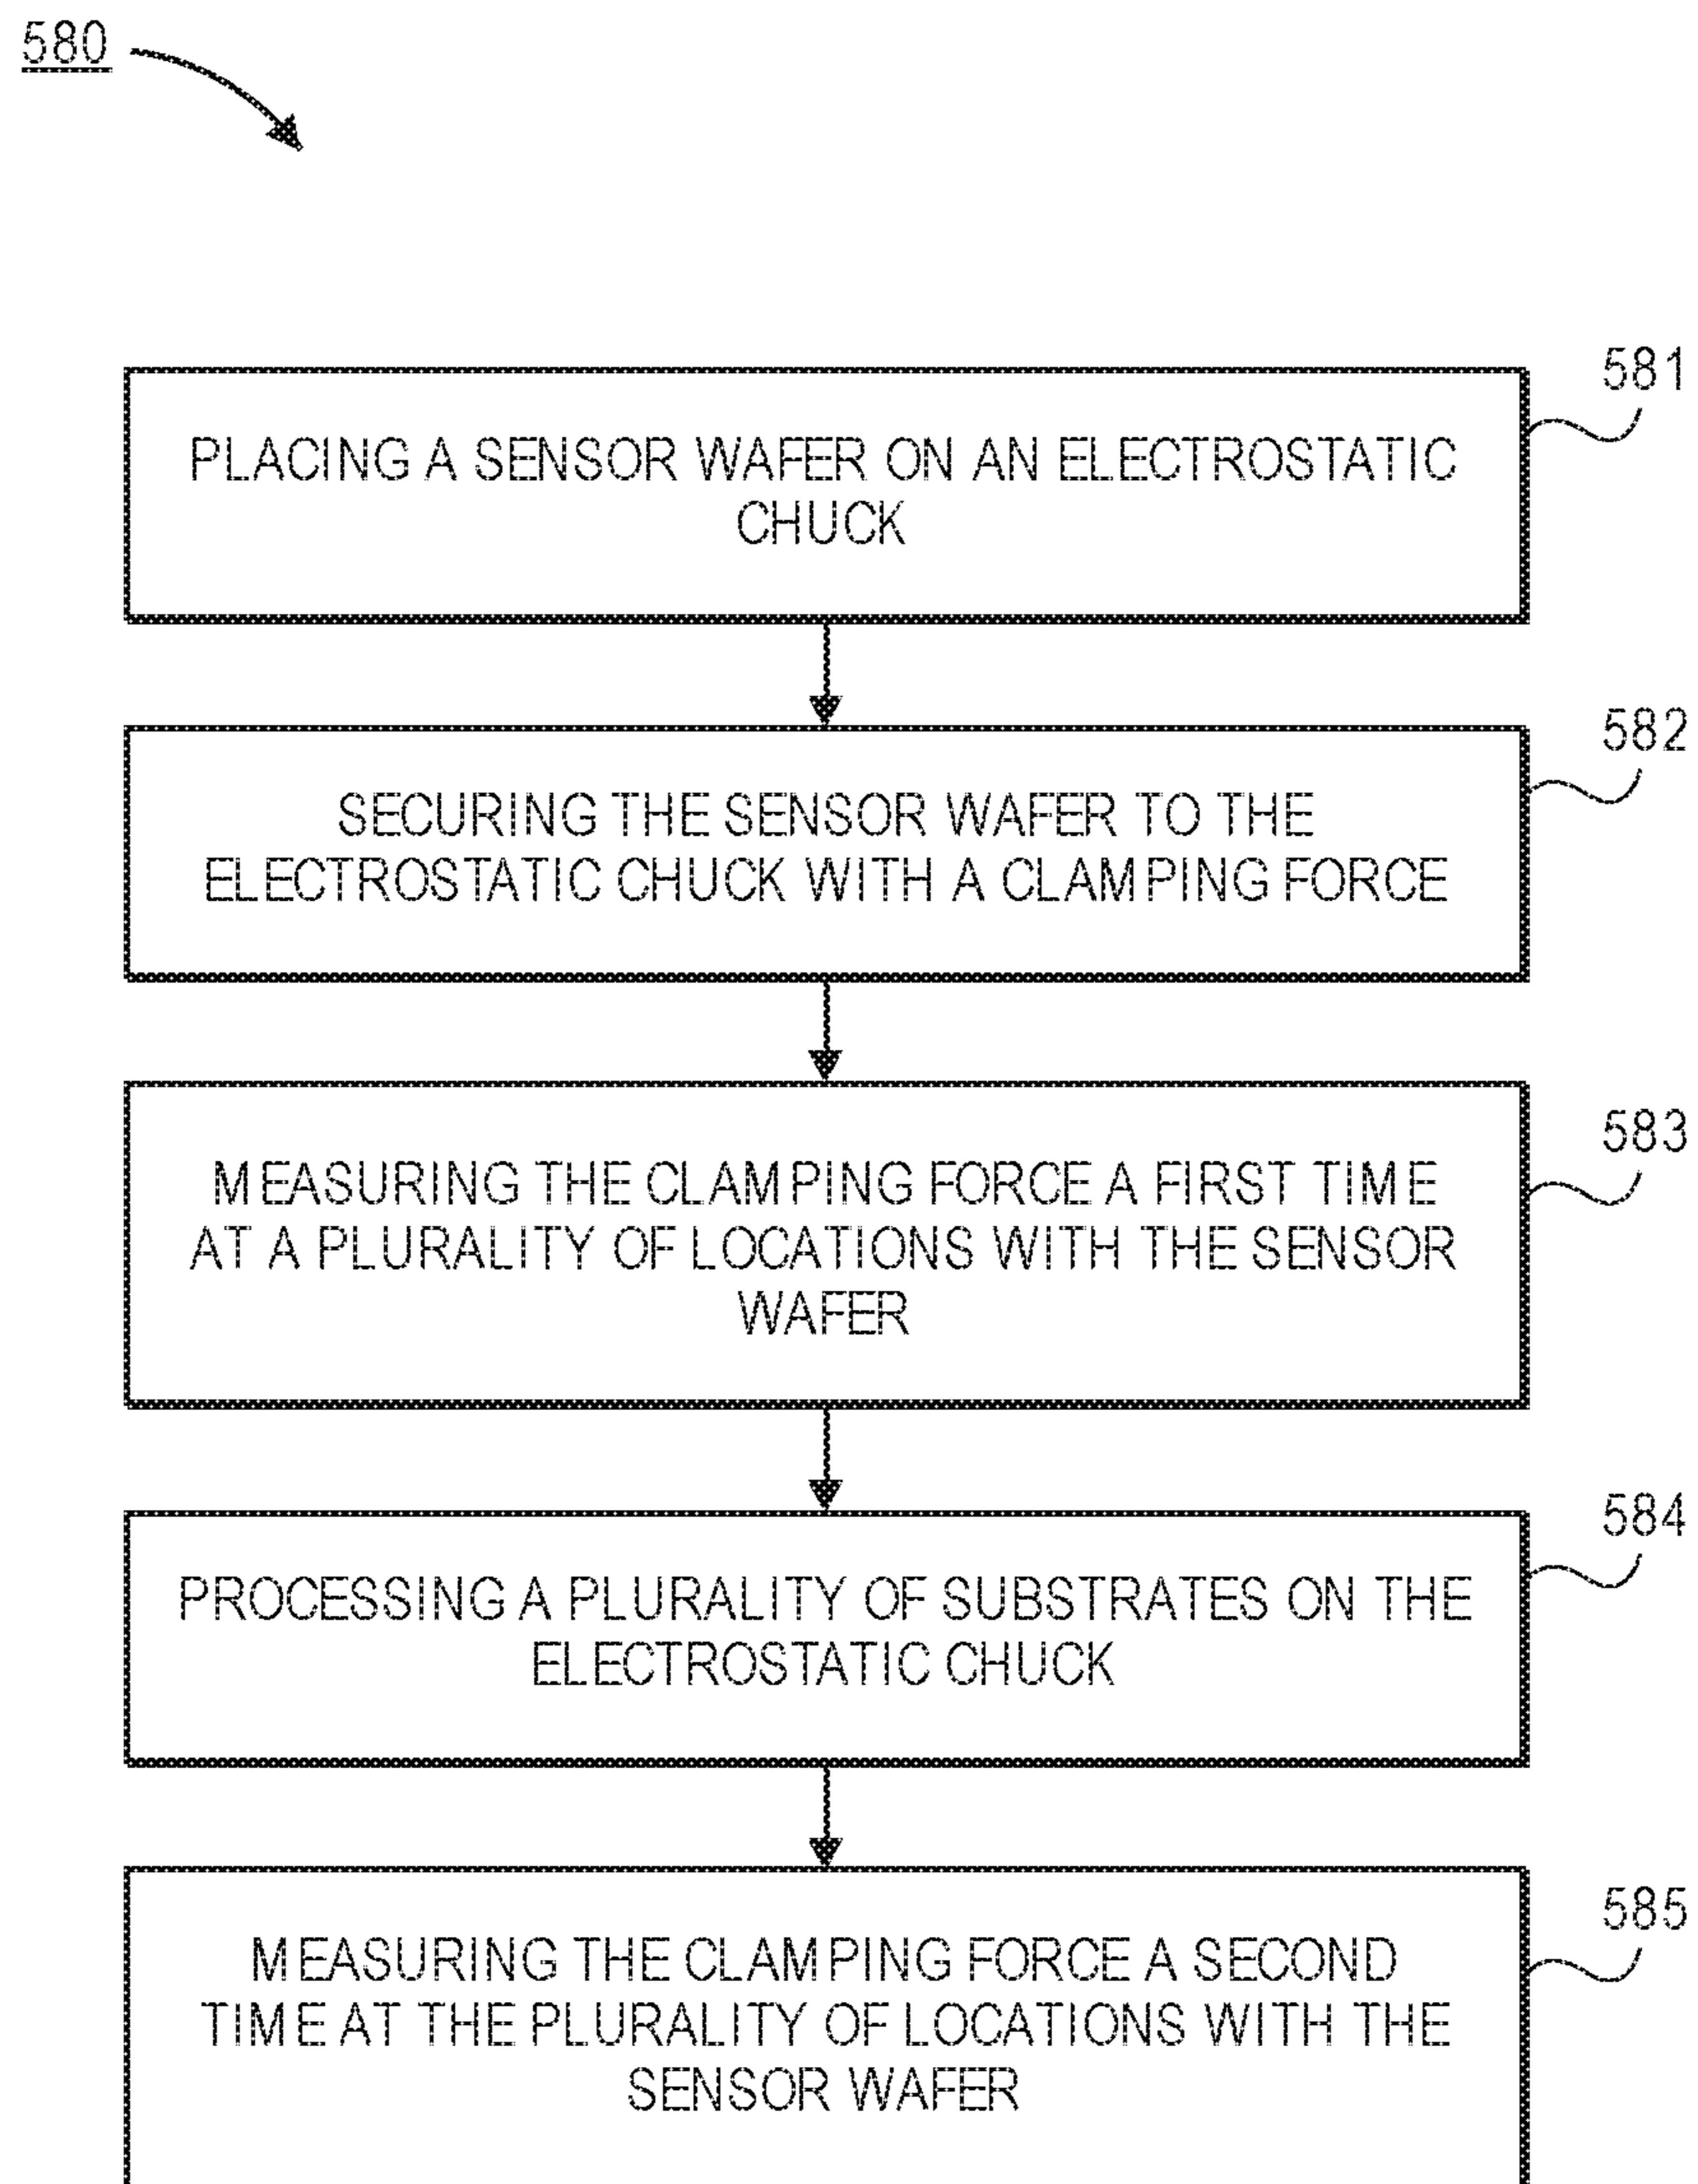 580
581
PLACING A SENSOR WAFER ON AN ELECTROSTATIC
CHUCK
582
SECURING THE SENSOR WAFER TO THE
ELECTROSTATIC CHUCK WITH A CLAMPING FORCE
583
MEASURING THE CLAMPING FORCE A FIRST TIME
AT A PLURALITY OF LOCATIONS WITH THE SENSOR
WAFER
584
PROCESSING A PLURALITY OF SUBSTRATES ON THE
ELECTROSTATIC CHUCK
585
MEASURING THE CLAMPING FORCE A SECOND
TIME AT THE PLURALITY OF LOCATIONS WITH THE
SENSOR WAFER